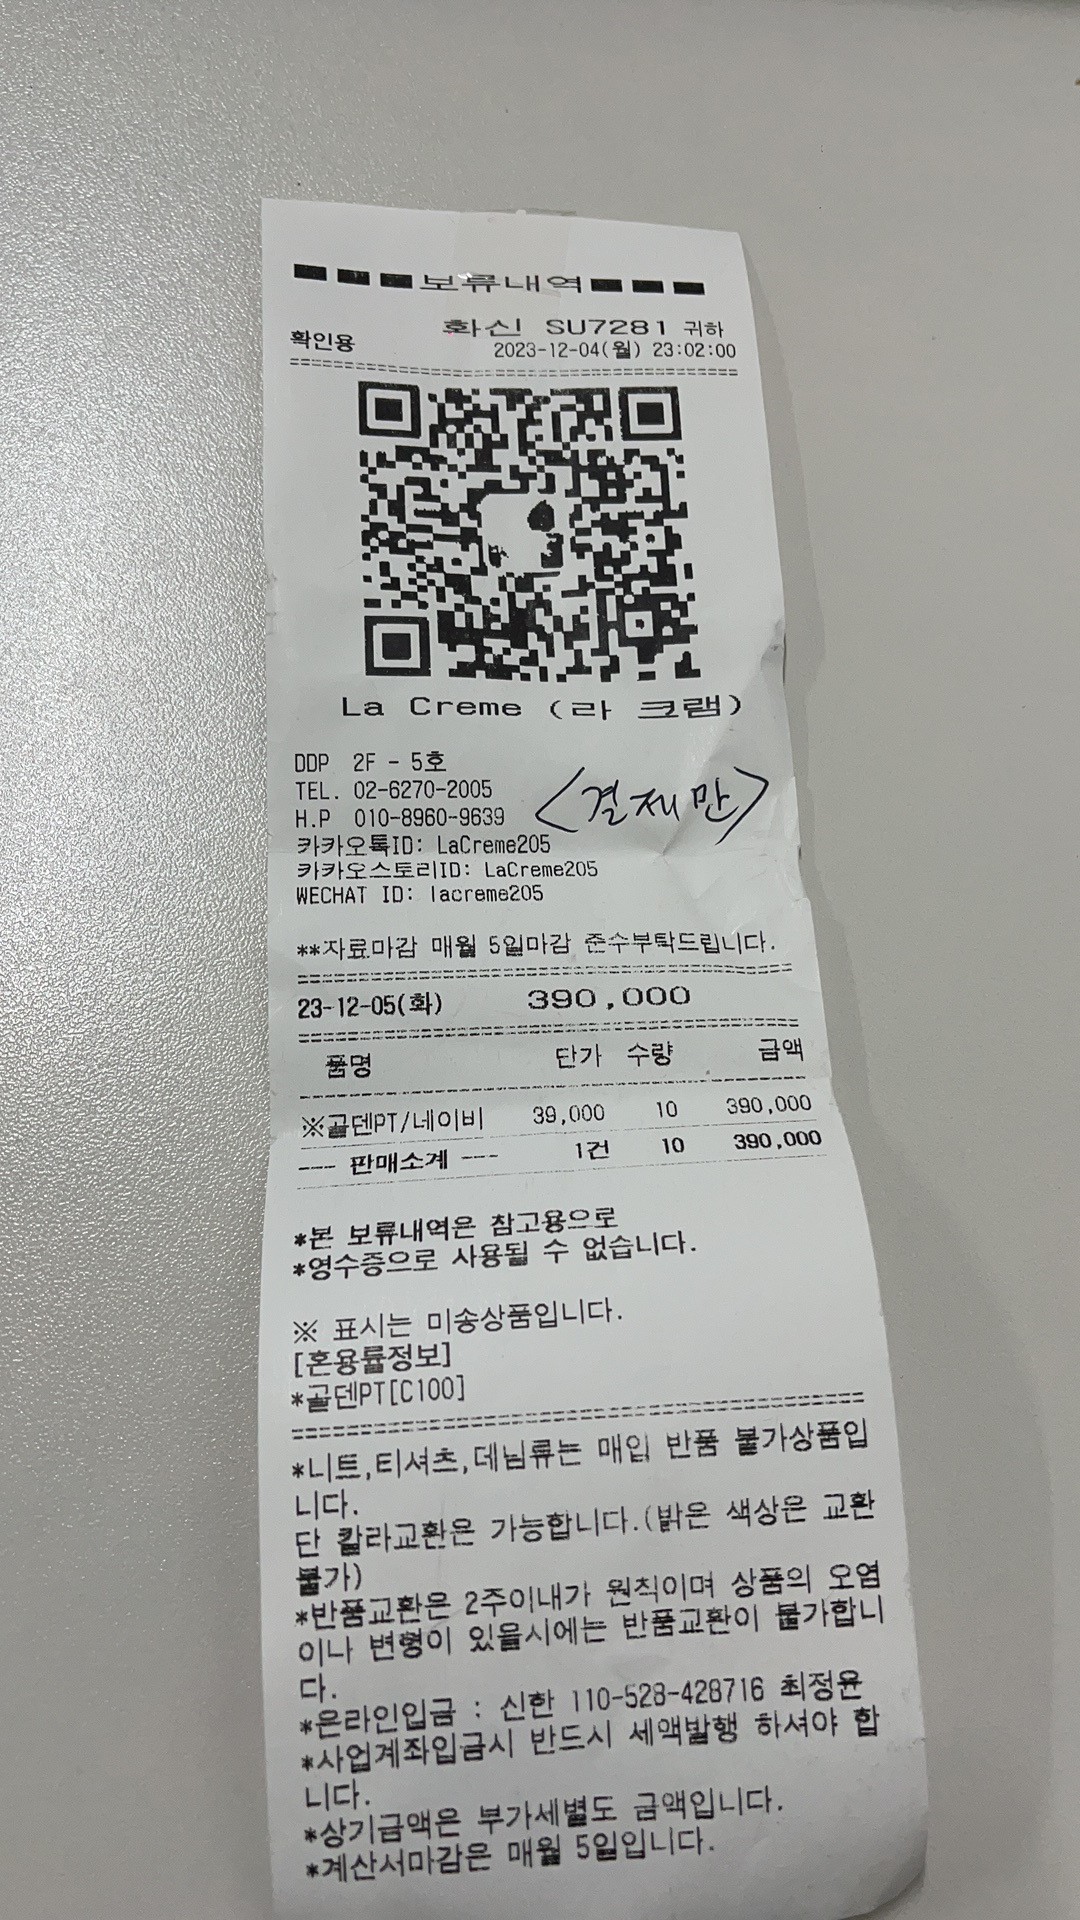 ■■■보류내역■■■
화신 SU7281 귀하
확인용 2023-12-04(월) 23:02:00
La Creme (라 크램)
DDP 2F - 5호
TEL. 02-6270-2005
H.P 010-8960-9639
<결제만>
카카오톡ID: LaCreme205
카카오스토리ID: LaCreme205
WECHAT ID: lacreme205
**자료마감 매월 5일마감 준수부탁드립니다.
23-12-05(화) 390,000
품명 단가 수량 금액
※골덴PT/네이비 39,000 10 390,000
--- 판매소계 --- 1건 10 390,000
*본 보류내역은 참고용으로
*영수증으로 사용될 수 없습니다.
※ 표시는 미송상품입니다.
[혼용률정보]
*골덴PT[C100]
*니트,티셔츠,데님류는 매입 반품 불가상품입
니다.
단 칼라교환은 가능합니다.(밝은 색상은 교환
불가)
*반품교환은 2주이내가 원칙이며 상품의 오염
이나 변형이 있을시에는 반품교환이 불가합니
다.
*온라인입금 : 신한 110-528-428716 최정윤
*사업계좌입금시 반드시 세액발행 하셔야 합
니다.
*상기금액은 부가세별도 금액입니다.
*계산서마감은 매월 5일입니다.